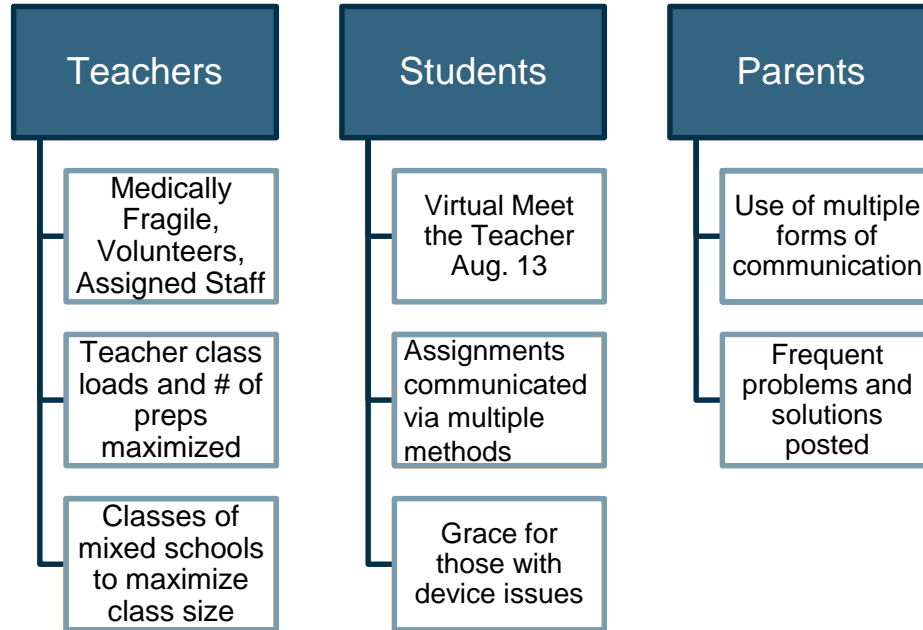 Teachers
Medically
Fragile,
Volunteers,
Assigned Staff
Teacher class
loads and # of
preps
maximized
Classes of
mixed schools
to maximize
class size
Students
Virtual Meet
the Teacher
Aug. 13
Assignments
communicated
via multiple
methods
Grace for
those with
device issues
Parents
Use of multiple
forms of
communication
Frequent
problems and
solutions
posted